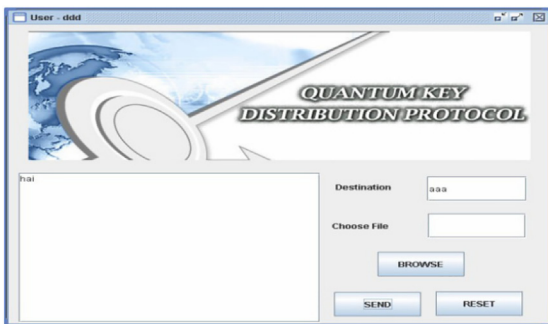 User - ddd
QUANTUM KEY
DISTRIBUTION PROTOCOL
hai
Destination
aaa
Choose File
BROWSE
SEND
RESET